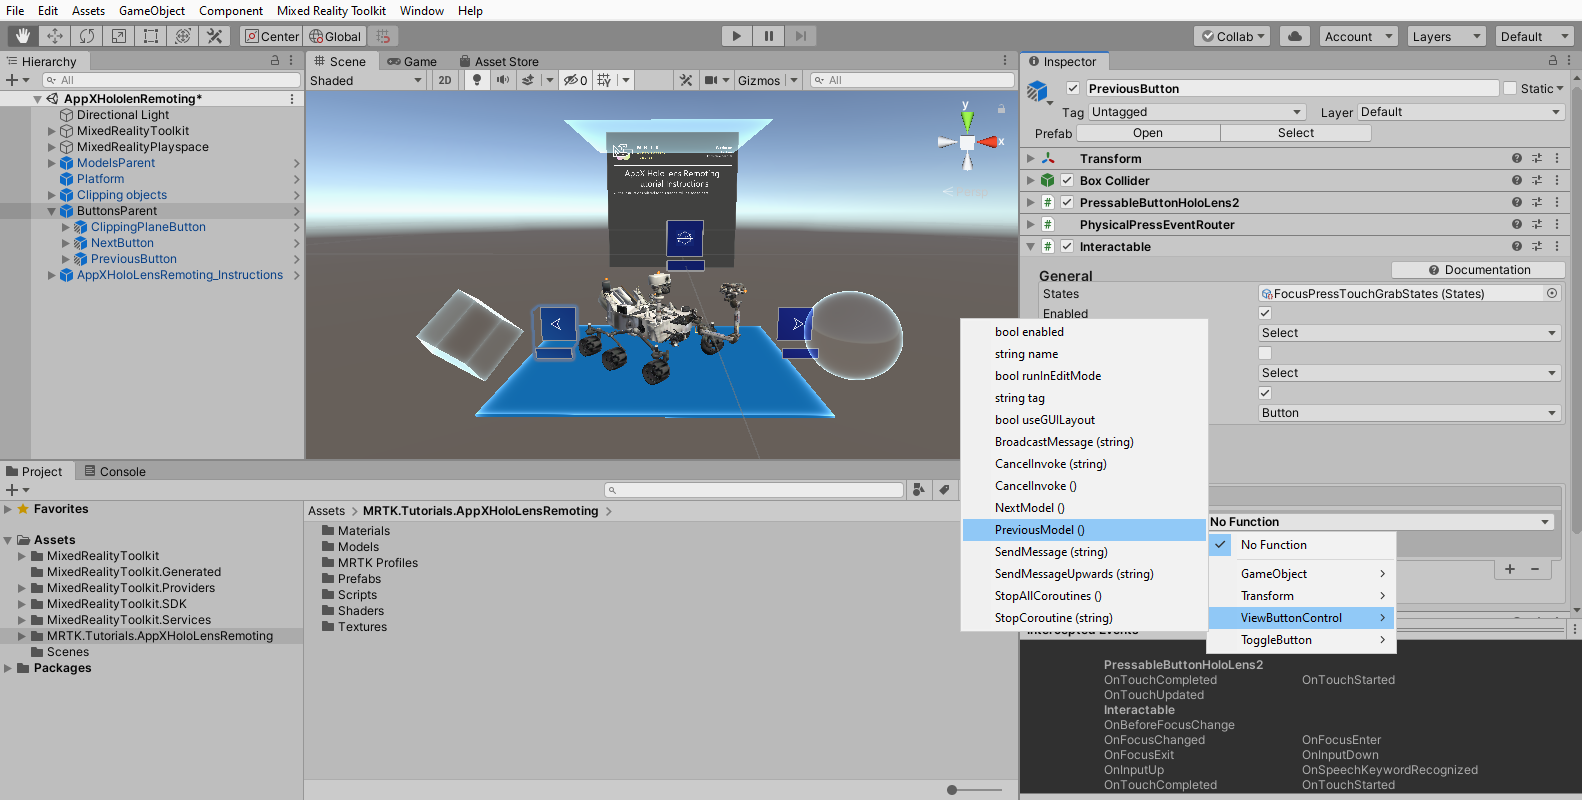 File Edit Assets GameObject Component Mixed Reality Toolkit Window Help
Center Global Collab Account Layers Default
Hierarchy
All
AppXHololenRemoting*
Directional Light
MixedRealityToolkit
MixedRealityPlayspace
ModelsParent
Platform
Clipping objects
ButtonsParent
ClippingPlaneButton
NextButton
PreviousButton
AppXHoloLensRemoting_Instructions
Scene Game Asset Store
Shaded 2D 0 Gizmos All
y
x
AppX HoloLens Remoting
Inspector
PreviousButton Static
Tag Untagged Layer Default
Prefab Open Select
Transform
Box Collider
PressableButtonHoloLens2
PhysicalPressEventRouter
Interactable
General Documentation
States FocusPressTouchGrabStates (States)
Enabled
Select
Select
Button
bool enabled
string name
bool runInEditMode
string tag
bool useGUILayout
BroadcastMessage (string)
CancelInvoke (string)
CancelInvoke ()
NextModel ()
PreviousModel ()
SendMessage (string)
SendMessageUpwards (string)
StopAllCoroutines ()
StopCoroutine (string)
No Function
No Function
GameObject
Transform
ViewButtonControl
ToggleButton
+ −
Intercepted Events
PressableButtonHoloLens2
OnTouchCompleted OnTouchStarted
OnTouchUpdated
Interactable
OnBeforeFocusChange
OnFocusChanged OnFocusEnter
OnFocusExit OnInputDown
OnInputUp OnSpeechKeywordRecognized
OnTouchCompleted OnTouchStarted
Project Console
Favorites
Assets
MixedRealityToolkit
MixedRealityToolkit.Generated
MixedRealityToolkit.Providers
MixedRealityToolkit.SDK
MixedRealityToolkit.Services
MRTK.Tutorials.AppXHoloLensRemoting
Scenes
Packages
Assets > MRTK.Tutorials.AppXHoloLensRemoting >
Materials
Models
MRTK Profiles
Prefabs
Scripts
Shaders
Textures